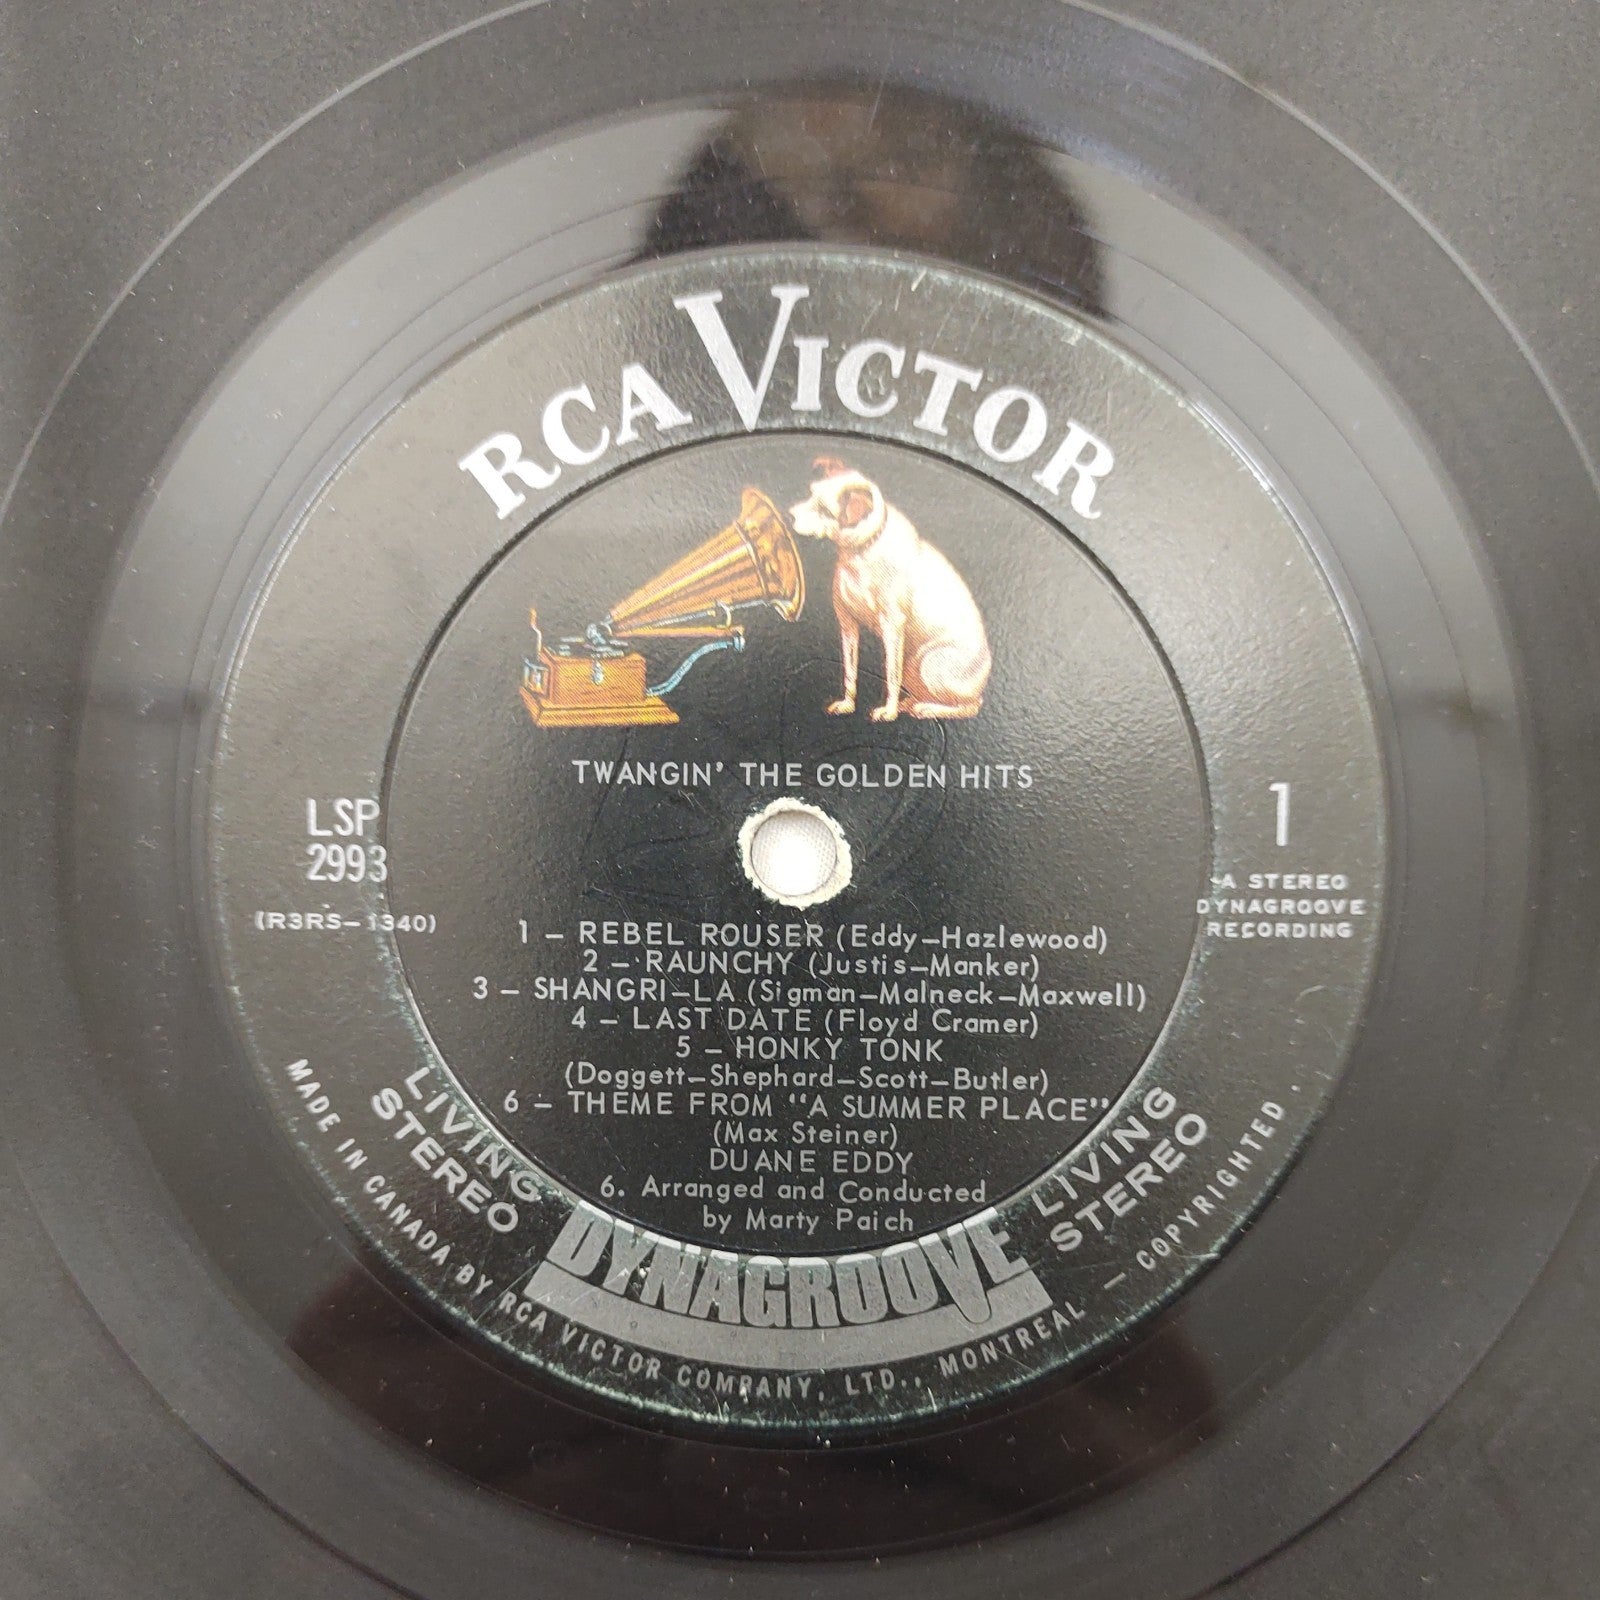 RCA VICTOR
TWANGIN' THE GOLDEN HITS
LSP
2993
(R3RS-1340)
1
A STEREO
DYNAGROOVE
RECORDING
1 – REBEL ROUSER (Eddy–Hazlewood)
2 – RAUNCHY (Justis–Manker)
3 – SHANGRI–LA (Sigman–Malneck–Maxwell)
4 – LAST DATE (Floyd Cramer)
5 – HONKY TONK
(Doggett–Shephard–Scott–Butler)
6 – THEME FROM "A SUMMER PLACE"
(Max Steiner)
DUANE EDDY
6. Arranged and Conducted
by Marty Paich
LIVING
STEREO
LIVING
STEREO
DYNAGROOVE
MADE IN CANADA BY RCA VICTOR COMPANY, LTD., MONTREAL — COPYRIGHTED .